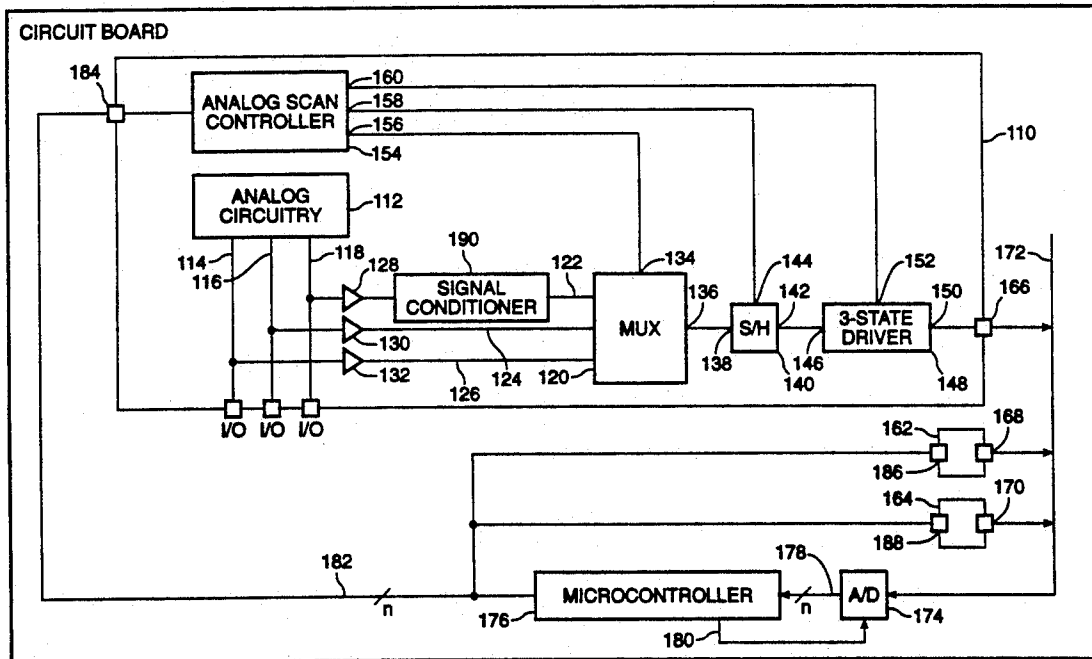 CIRCUIT BOARD
184
ANALOG SCAN
CONTROLLER
160
158
156
154
110
ANALOG
CIRCUITRY
112
114
116
118
128
130
132
190
SIGNAL
CONDITIONER
122
124
126
120
MUX
134
136
138
S/H
140
144
142
146
3-STATE
DRIVER
152
150
148
166
172
I/O
I/O
I/O
162
168
186
164
170
188
182
n
MICROCONTROLLER
176
180
178
n
A/D
174